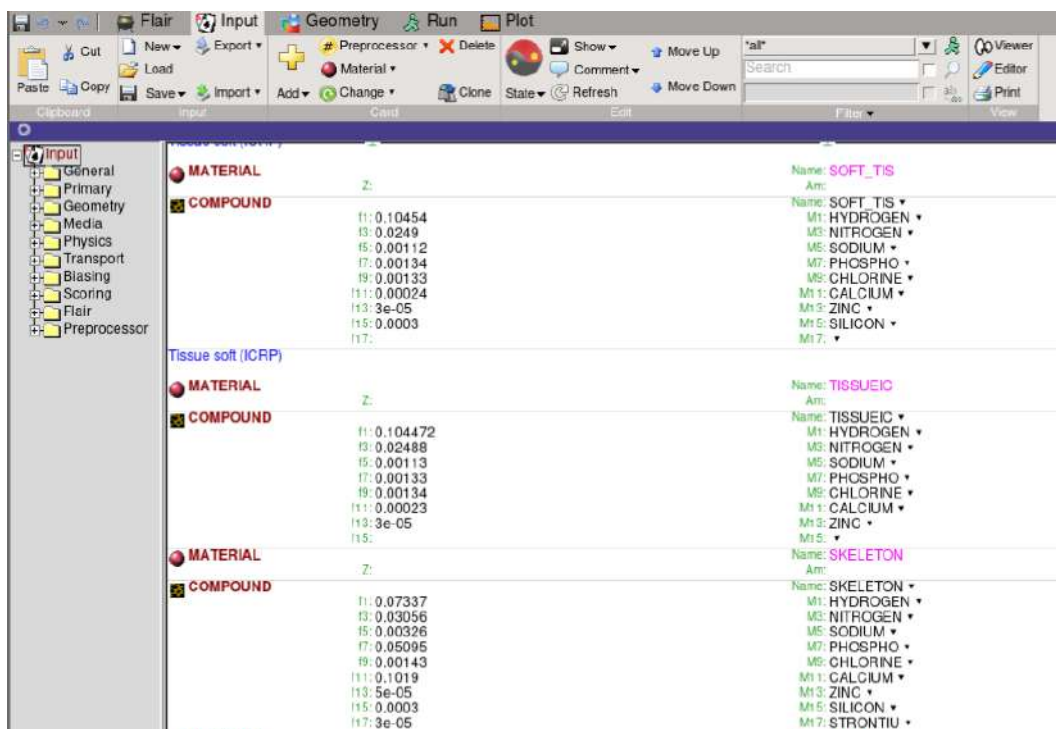 Flair Input Geometry Run Plot
Cut New Export # Preprocessor Delete Show Move Up *all* Viewer
Load Material Comment Search Editor
Paste Copy Save Import Add Change Clone State Refresh Move Down Print
Clipboard Input Card Edit Filter View
Input
General
Primary
Geometry
Media
Physics
Transport
Biasing
Scoring
Flair
Preprocessor
MATERIAL Name: SOFT_TIS
Z: Am:
COMPOUND Name: SOFT_TIS
f1: 0.10454 M1: HYDROGEN
f3: 0.0249 M3: NITROGEN
f5: 0.00112 M5: SODIUM
f7: 0.00134 M7: PHOSPHO
f9: 0.00133 M9: CHLORINE
f11: 0.00024 M11: CALCIUM
f13: 3e-05 M13: ZINC
f15: 0.0003 M15: SILICON
f17: M17:
Tissue soft (ICRP)
MATERIAL Name: TISSUEIC
Z: Am:
COMPOUND Name: TISSUEIC
f1: 0.104472 M1: HYDROGEN
f3: 0.02488 M3: NITROGEN
f5: 0.00113 M5: SODIUM
f7: 0.00133 M7: PHOSPHO
f9: 0.00134 M9: CHLORINE
f11: 0.00023 M11: CALCIUM
f13: 3e-05 M13: ZINC
f15: M15:
MATERIAL Name: SKELETON
Z: Am:
COMPOUND Name: SKELETON
f1: 0.07337 M1: HYDROGEN
f3: 0.03056 M3: NITROGEN
f5: 0.00326 M5: SODIUM
f7: 0.05095 M7: PHOSPHO
f9: 0.00143 M9: CHLORINE
f11: 0.1019 M11: CALCIUM
f13: 5e-05 M13: ZINC
f15: 0.0003 M15: SILICON
f17: 3e-05 M17: STRONTIU